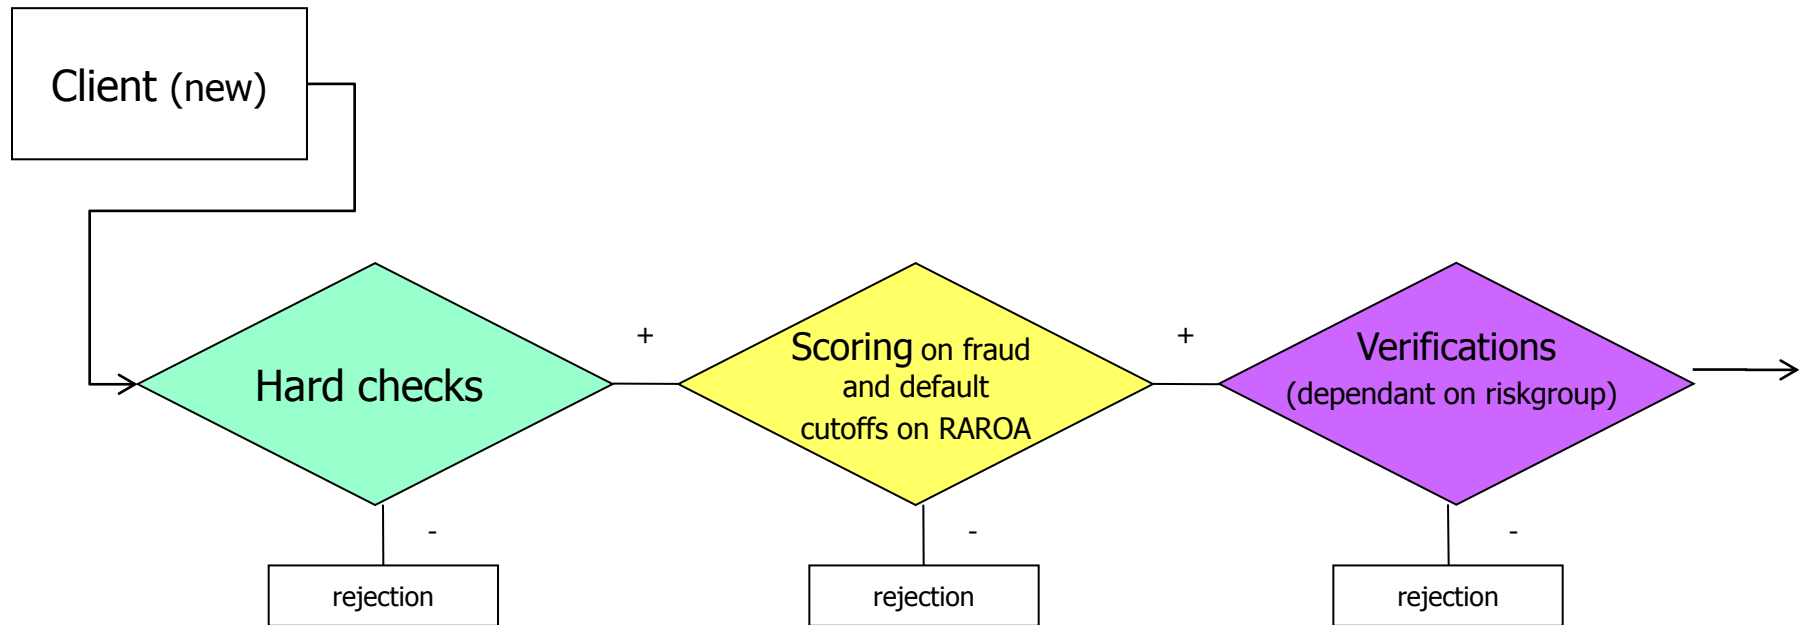 Client (new)
Hard checks
+
Scoring on fraud
and default
cutoffs on RAROA
+
Verifications
(dependant on riskgroup)
-
-
-
rejection
rejection
rejection